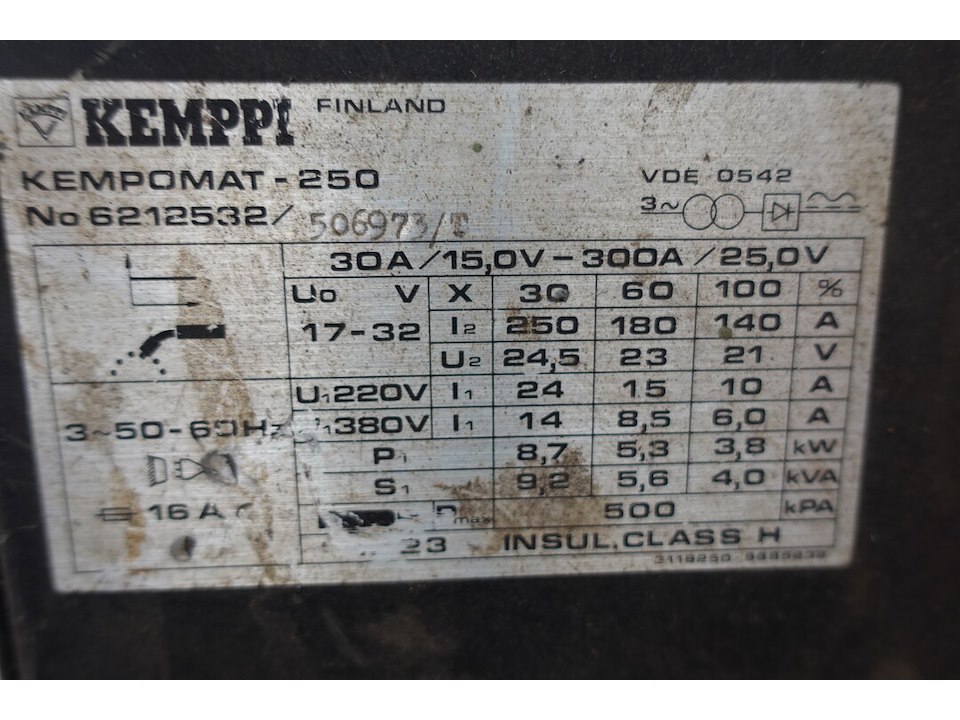 KEMPPI FINLAND
KEMPOMAT-250
VDE 0542
No 6212532/ 506973/T
3~
30A/15,0V-300A/25,0V
Uo V X 30 60 100 %
17-32 I2 250 180 140 A
U2 24,5 23 21 V
U1 220V I1 24 15 10 A
3~50-60Hz U1 380V I1 14 8,5 6,0 A
P1 8,7 5,3 3,8 kW
S1 9,2 5,6 4,0 kVA
16 A
Pmax 500 kPA
23 INSUL.CLASS H